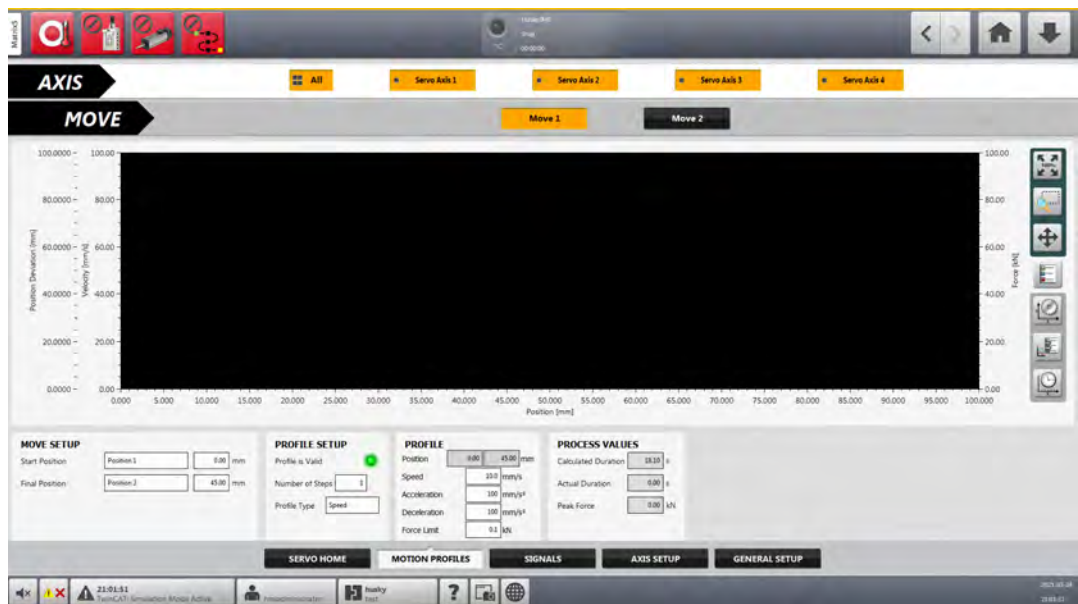 Matrix5
°C
00:00:00
AXIS
All
Servo Axis 1
Servo Axis 2
Servo Axis 3
Servo Axis 4
MOVE
Move 1
Move 2
100.0000
80.0000
60.0000
40.0000
20.0000
0.0000
Position Deviation [mm]
100.00
80.00
60.00
40.00
20.00
0.00
Velocity [mm/s]
100.00
80.00
60.00
40.00
20.00
0.00
Force [kN]
100%
0.000 5.000 10.000 15.000 20.000 25.000 30.000 35.000 40.000 45.000 50.000 55.000 60.000 65.000 70.000 75.000 80.000 85.000 90.000 95.000 100.000
Position [mm]
MOVE SETUP
Start Position Position 1 0.00 mm
Final Position Position 2 45.00 mm
PROFILE SETUP
Profile is Valid
Number of Steps 1
Profile Type Speed
PROFILE
Position 0.00 45.00 mm
Speed 10.0 mm/s
Acceleration 100 mm/s²
Deceleration 100 mm/s²
Force Limit 0.1 kN
PROCESS VALUES
Calculated Duration s
Actual Duration 0.00 s
Peak Force 0.00 kN
SERVO HOME
MOTION PROFILES
SIGNALS
AXIS SETUP
GENERAL SETUP
21:01:51
TwinCAT: Simulation Mode Active
husky
test
?